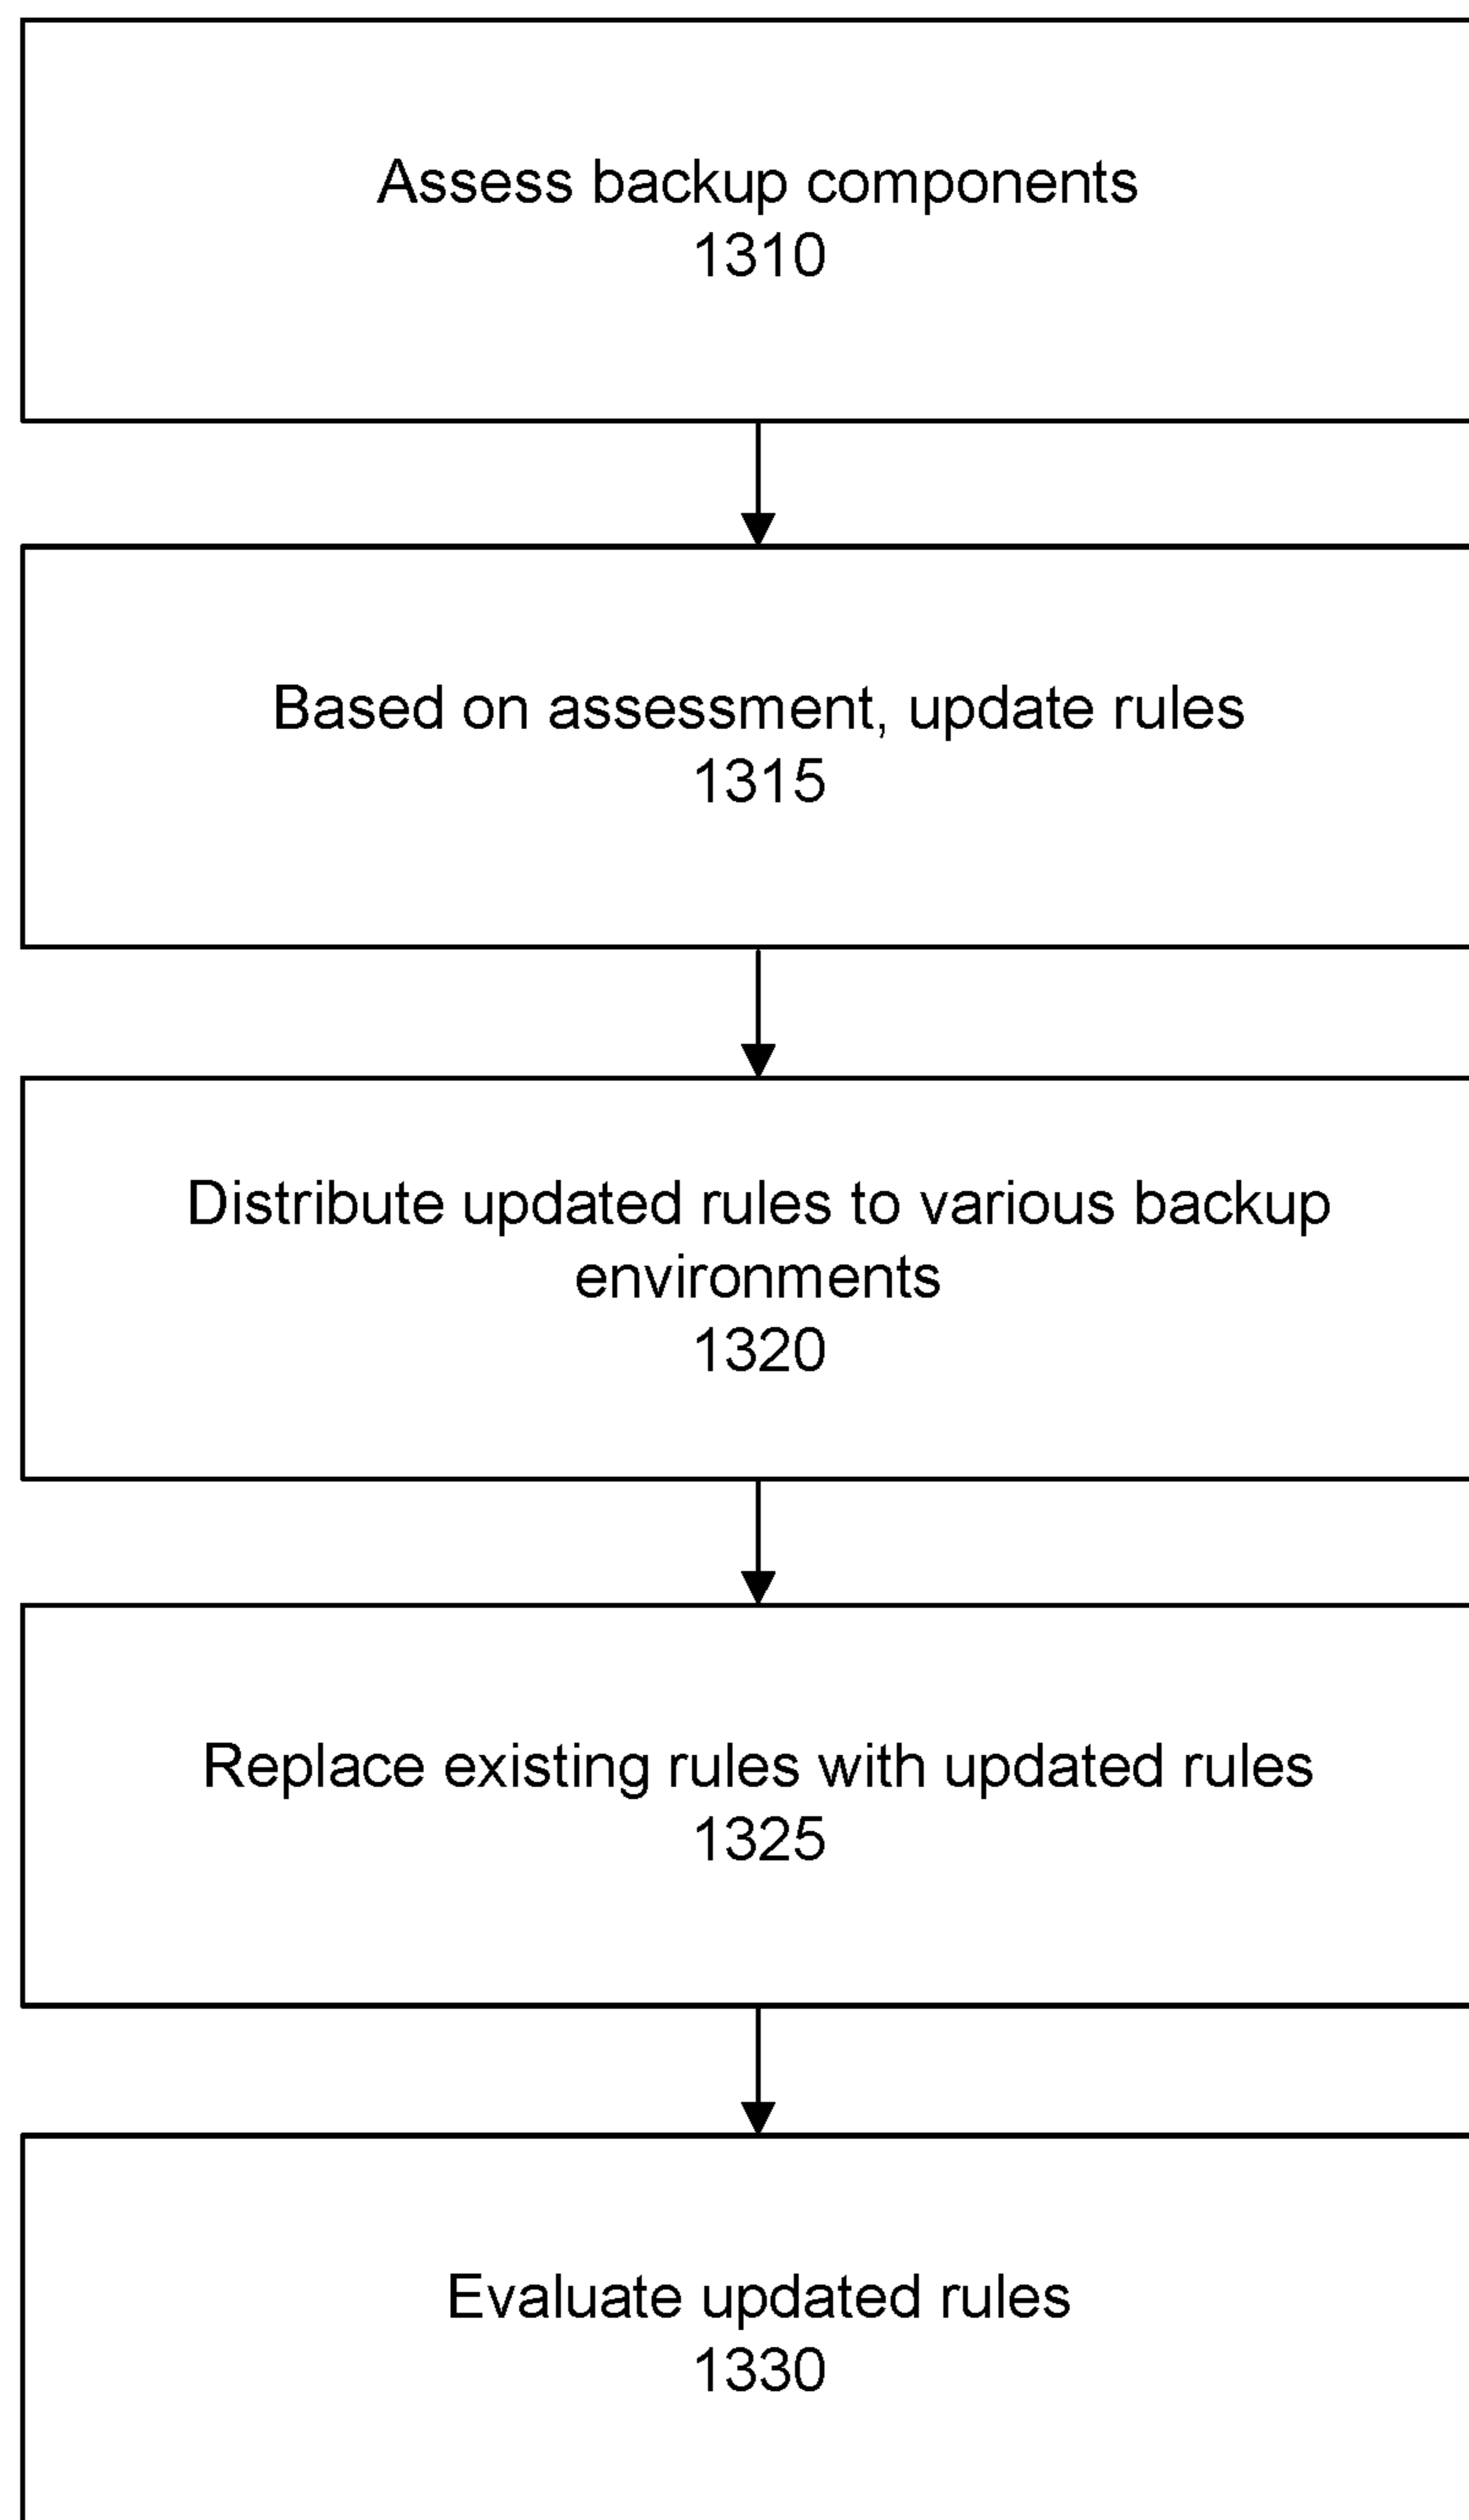 Assess backup components
1310
Based on assessment, update rules
1315
Distribute updated rules to various backup
environments
1320
Replace existing rules with updated rules
1325
Evaluate updated rules
1330